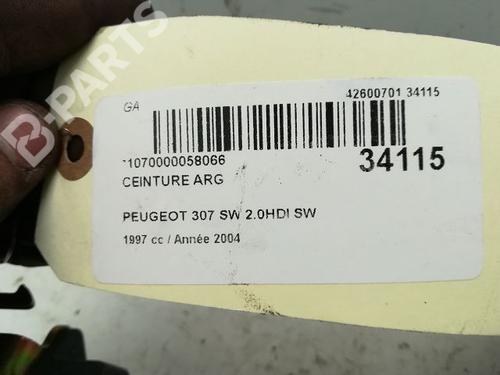 B-PARTS
GA
42600701 34115
1070000058066
34115
CEINTURE ARG
PEUGEOT 307 SW 2.0HDI SW
1997 cc / Année 2004